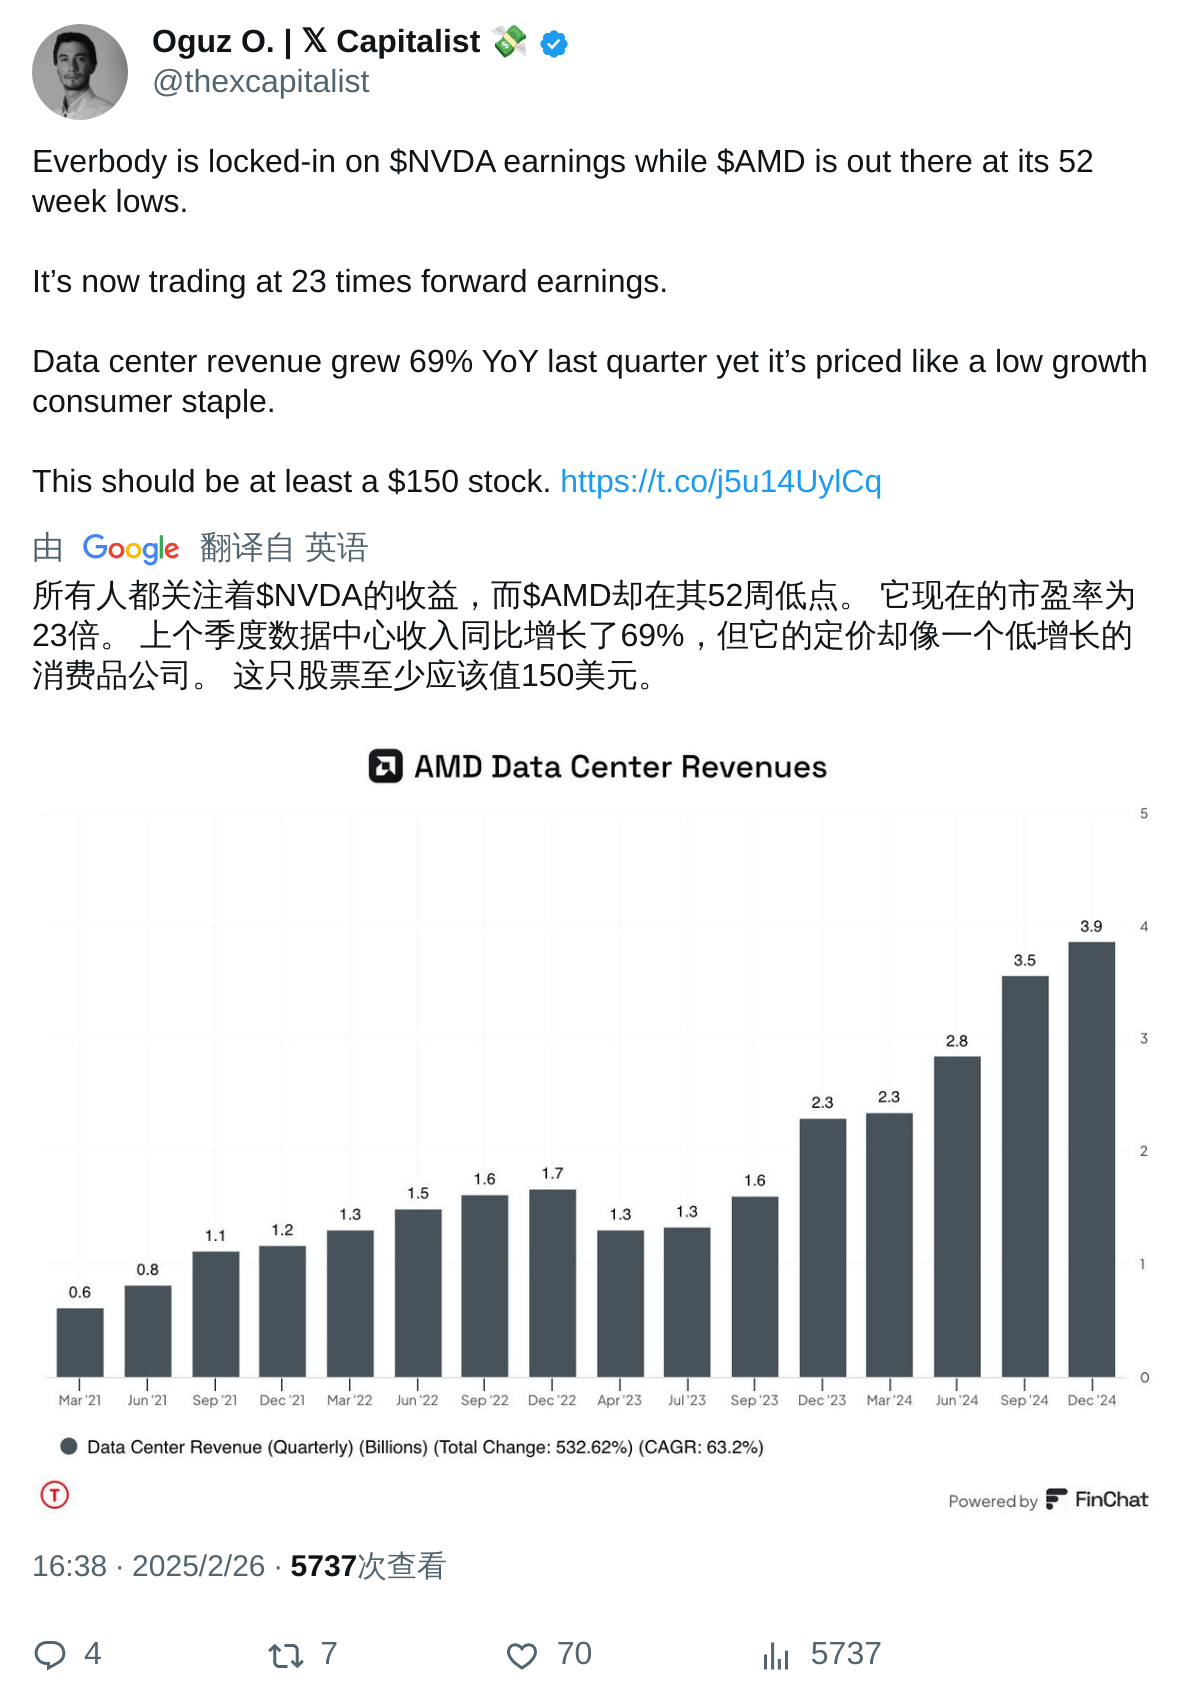 Oguz O. | 𝕏 Capitalist 💸
@thexcapitalist
Everbody is locked-in on $NVDA earnings while $AMD is out there at its 52
week lows.
It’s now trading at 23 times forward earnings.
Data center revenue grew 69% YoY last quarter yet it’s priced like a low growth
consumer staple.
This should be at least a $150 stock. https://t.co/j5u14UylCq
由 Google 翻译自 英语
所有人都关注着$NVDA的收益，而$AMD却在其52周低点。 它现在的市盈率为
23倍。 上个季度数据中心收入同比增长了69%，但它的定价却像一个低增长的
消费品公司。 这只股票至少应该值150美元。
AMD Data Center Revenues
5
4
3
2
1
0
0.6
0.8
1.1
1.2
1.3
1.5
1.6
1.7
1.3
1.3
1.6
2.3
2.3
2.8
3.5
3.9
Mar '21 Jun '21 Sep '21 Dec '21 Mar '22 Jun '22 Sep '22 Dec '22 Apr '23 Jul '23 Sep '23 Dec '23 Mar '24 Jun '24 Sep '24 Dec '24
Data Center Revenue (Quarterly) (Billions) (Total Change: 532.62%) (CAGR: 63.2%)
T
Powered by FinChat
16:38 · 2025/2/26 · 5737次查看
4 7 70 5737